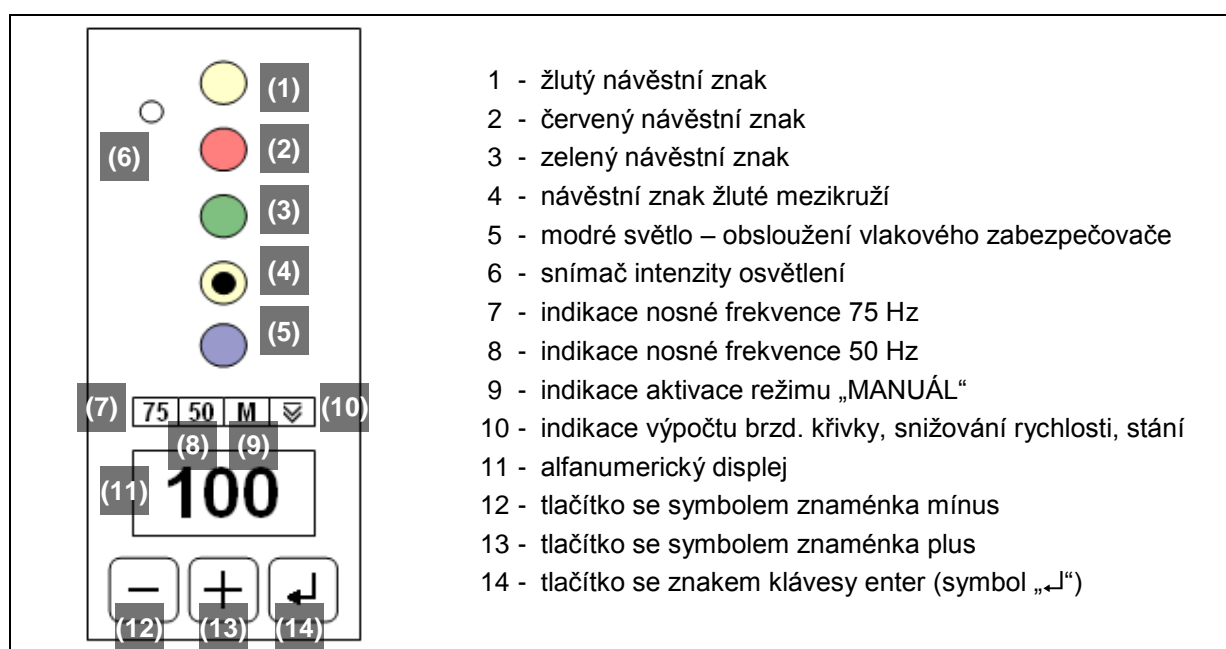 (1)
(6)
(2)
(3)
(4)
(5)
(7) 75 50 M (10)
(8) (9)
(11) 100
− + ↵
(12) (13) (14)
1 - žlutý návěstní znak
2 - červený návěstní znak
3 - zelený návěstní znak
4 - návěstní znak žluté mezikruží
5 - modré světlo – obsloužení vlakového zabezpečovače
6 - snímač intenzity osvětlení
7 - indikace nosné frekvence 75 Hz
8 - indikace nosné frekvence 50 Hz
9 - indikace aktivace režimu „MANUÁL“
10 - indikace výpočtu brzd. křivky, snižování rychlosti, stání
11 - alfanumerický displej
12 - tlačítko se symbolem znaménka mínus
13 - tlačítko se symbolem znaménka plus
14 - tlačítko se znakem klávesy enter (symbol „↵“)